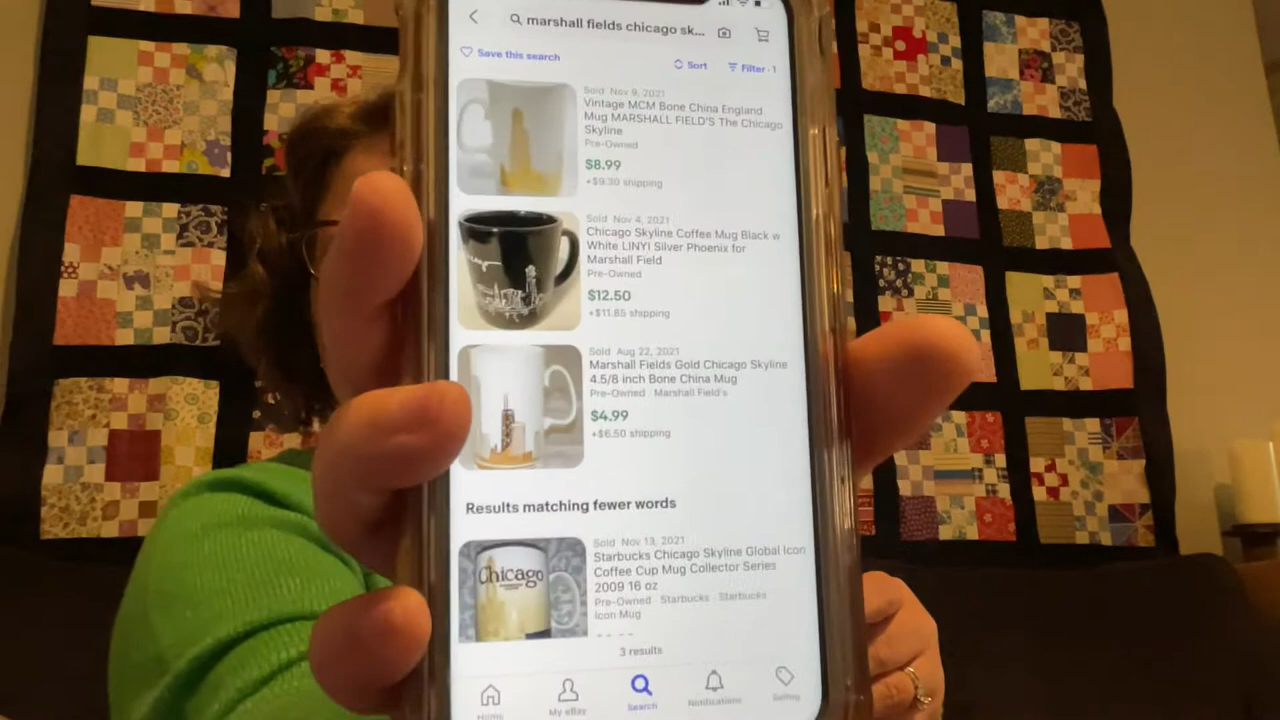 marshall fields chicago sk...
Save this search
Sort
Filter · 1
Sold Nov 9, 2021
Vintage MCM Bone China England
Mug MARSHALL FIELD'S The Chicago
Skyline
Pre-Owned
$8.99
+$9.30 shipping
Sold Nov 4, 2021
Chicago Skyline Coffee Mug Black w
White LINYI Silver Phoenix for
Marshall Field
Pre-Owned
$12.50
+$11.85 shipping
Sold Aug 22, 2021
Marshall Fields Gold Chicago Skyline
4.5/8 inch Bone China Mug
Pre-Owned · Marshall Field's
$4.99
+$6.50 shipping
Results matching fewer words
Chicago
Sold Nov 13, 2021
Starbucks Chicago Skyline Global Icon
Coffee Cup Mug Collector Series
2009 16 oz
Pre-Owned · Starbucks · Starbucks
Icon Mug
3 results
Home
My eBay
Search
Notifications
Selling